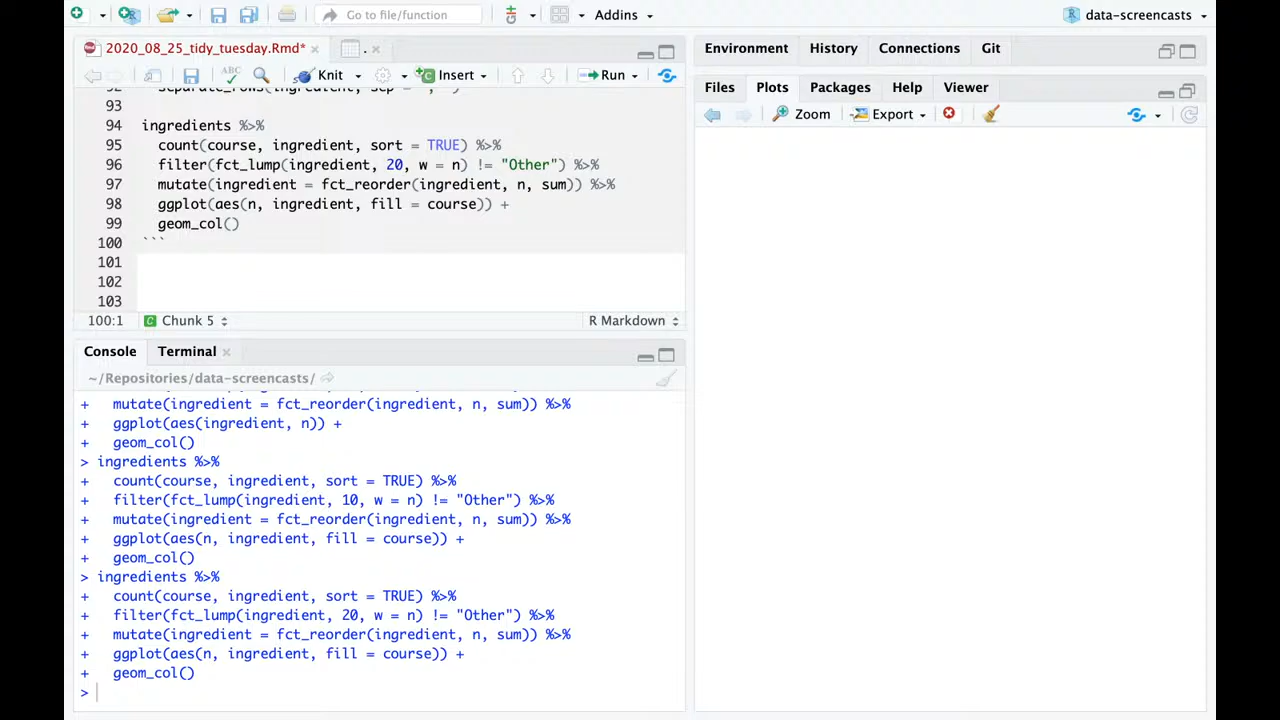 Go to file/function
Addins
data-screencasts
2020_08_25_tidy_tuesday.Rmd*
.
ABC
Knit
Insert
Run
93
94 ingredients %>%
95 count(course, ingredient, sort = TRUE) %>%
96 filter(fct_lump(ingredient, 20, w = n) != "Other") %>%
97 mutate(ingredient = fct_reorder(ingredient, n, sum)) %>%
98 ggplot(aes(n, ingredient, fill = course)) +
99 geom_col()
100 ```
101
102
103
100:1
Chunk 5
R Markdown
Console
Terminal
~/Repositories/data-screencasts/
+ mutate(ingredient = fct_reorder(ingredient, n, sum)) %>%
+ ggplot(aes(ingredient, n)) +
+ geom_col()
> ingredients %>%
+ count(course, ingredient, sort = TRUE) %>%
+ filter(fct_lump(ingredient, 10, w = n) != "Other") %>%
+ mutate(ingredient = fct_reorder(ingredient, n, sum)) %>%
+ ggplot(aes(n, ingredient, fill = course)) +
+ geom_col()
> ingredients %>%
+ count(course, ingredient, sort = TRUE) %>%
+ filter(fct_lump(ingredient, 20, w = n) != "Other") %>%
+ mutate(ingredient = fct_reorder(ingredient, n, sum)) %>%
+ ggplot(aes(n, ingredient, fill = course)) +
+ geom_col()
>
Environment
History
Connections
Git
Files
Plots
Packages
Help
Viewer
Zoom
Export